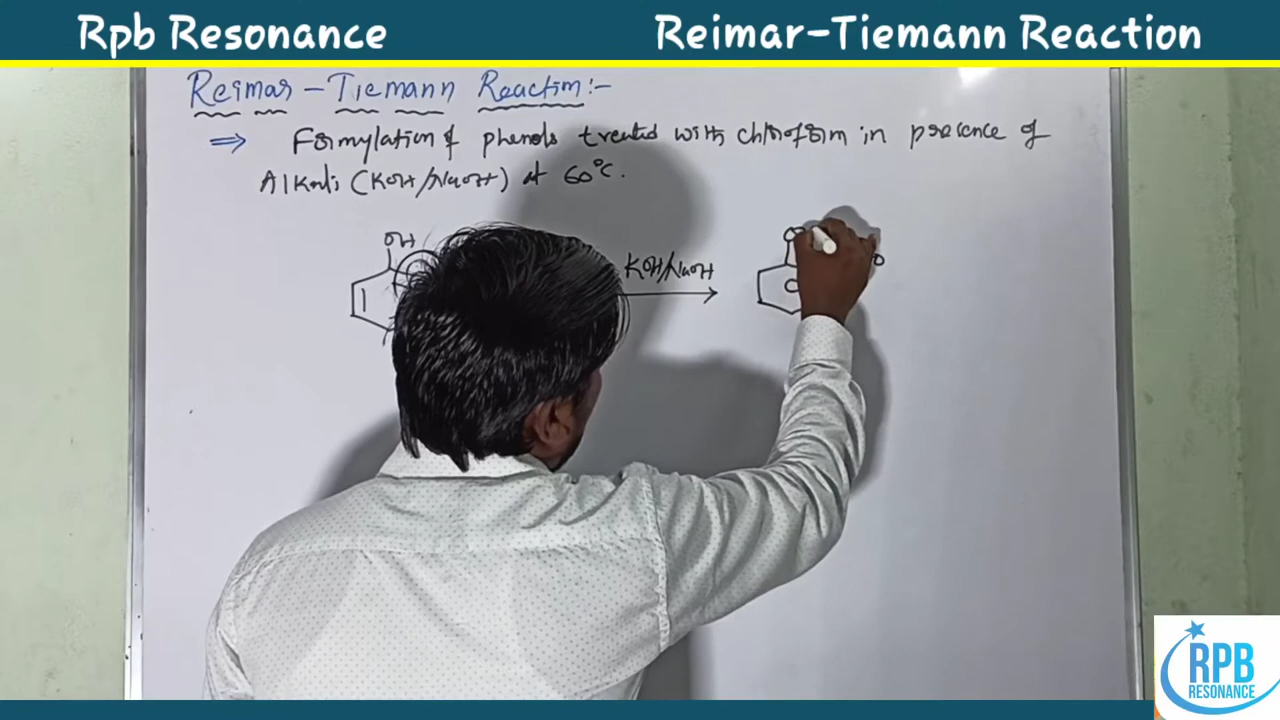 Rpb Resonance
Reimar-Tiemann Reaction
Reimar - Tiemann Reaction:-
⇒ Formylation of phenols treated with chloroform in presence of
Alkali (KOH/NaOH) at 60°C.
OH
KOH/NaOH
RPB
RESONANCE